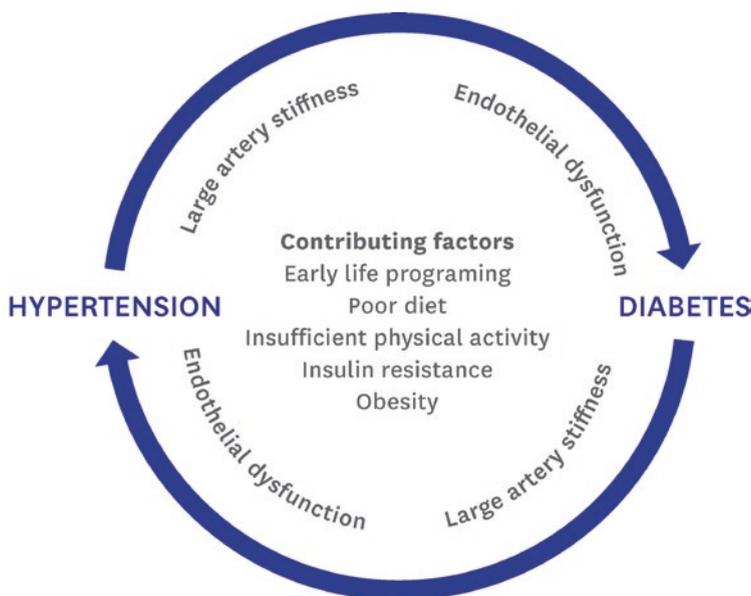 Large artery stiffness
Endothelial dysfunction
Contributing factors
Early life programing
Poor diet
HYPERTENSION
DIABETES
Insufficient physical activity
Insulin resistance
Obesity
Endothelial dysfunction
Large artery stiffness